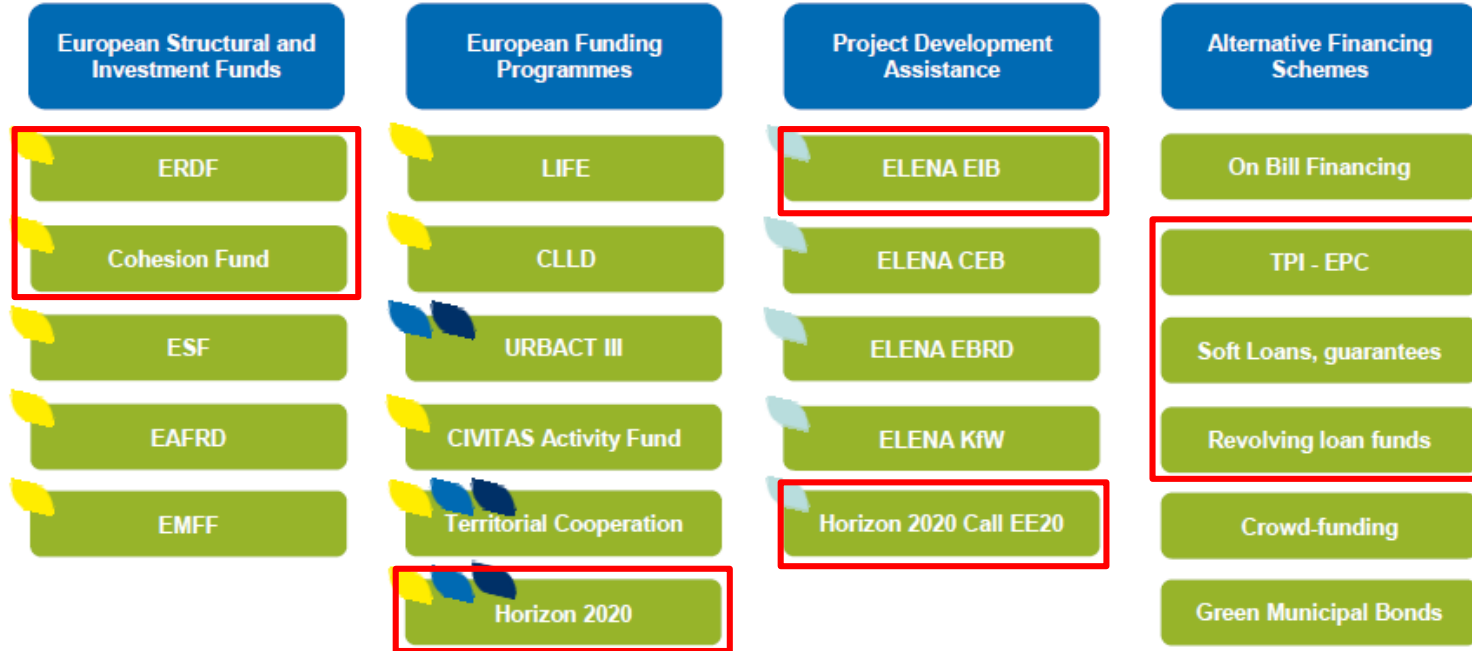 European Structural and
Investment Funds
ERDF
Cohesion Fund
ESF
EAFRD
EMFF
European Funding
Programmes
LIFE
CLLD
URBACT III
CIVITAS Activity Fund
Territorial Cooperation
Horizon 2020
Project Development
Assistance
ELENA EIB
ELENA CEB
ELENA EBRD
ELENA KfW
Horizon 2020 Call EE20
Alternative Financing
Schemes
On Bill Financing
TPI - EPC
Soft Loans, guarantees
Revolving loan funds
Crowd-funding
Green Municipal Bonds